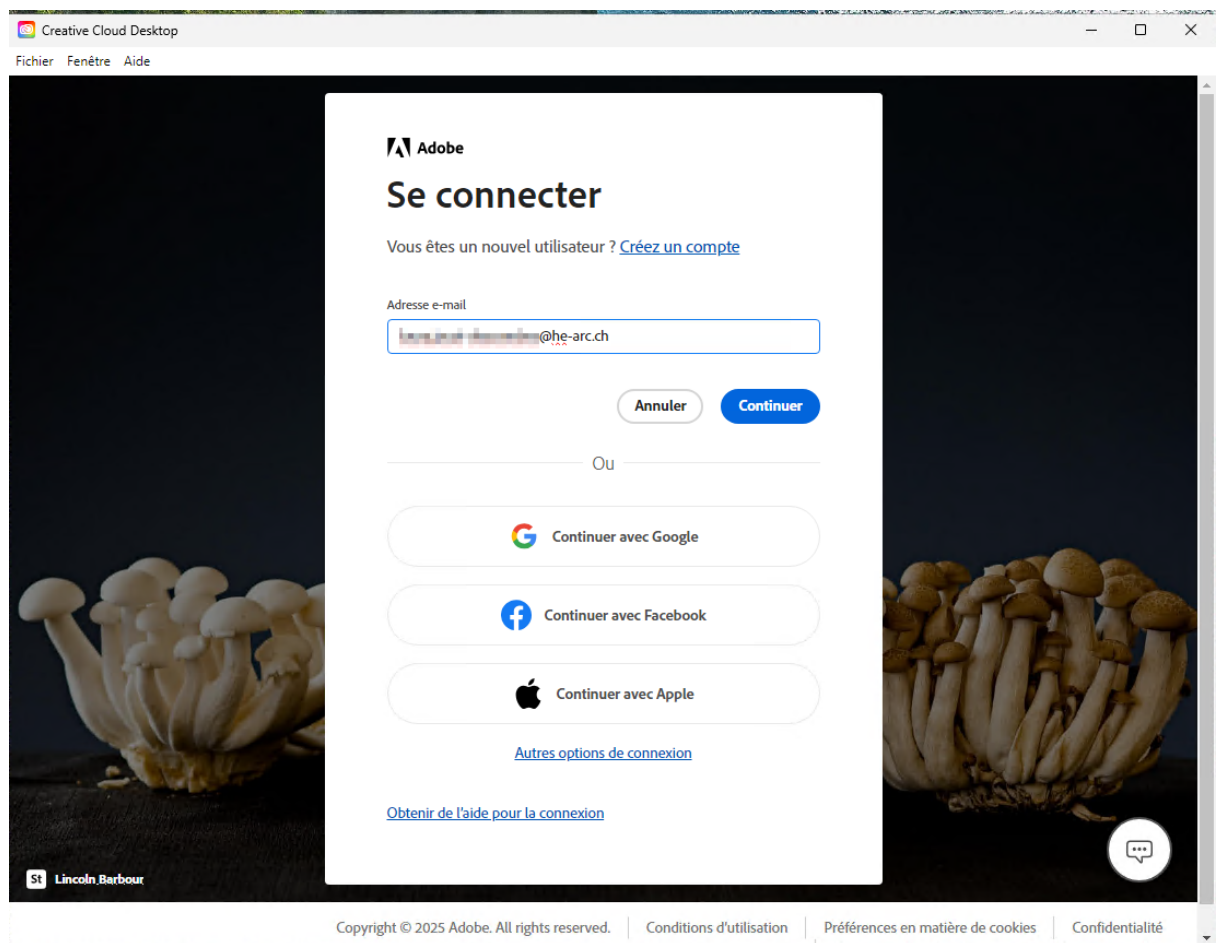 Creative Cloud Desktop
Fichier Fenêtre Aide
Adobe
Se connecter
Vous êtes un nouvel utilisateur ? Créez un compte
Adresse e-mail
@he-arc.ch
Annuler Continuer
Ou
Continuer avec Google
Continuer avec Facebook
Continuer avec Apple
Autres options de connexion
Obtenir de l'aide pour la connexion
St Lincoln Barbour
Copyright © 2025 Adobe. All rights reserved. Conditions d'utilisation Préférences en matière de cookies Confidentialité